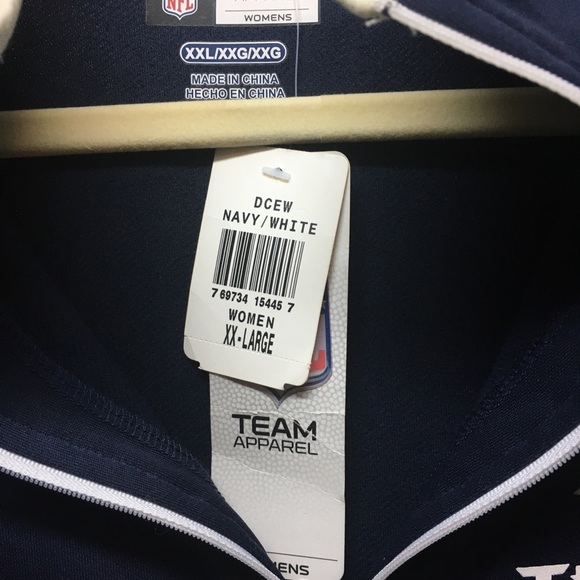 NFL
WOMENS
XXL/XXG/XXG
MADE IN CHINA
HECHO EN CHINA
DCEW
NAVY/WHITE
7 69734 15445 7
WOMEN
XX-LARGE
TEAM
APPAREL